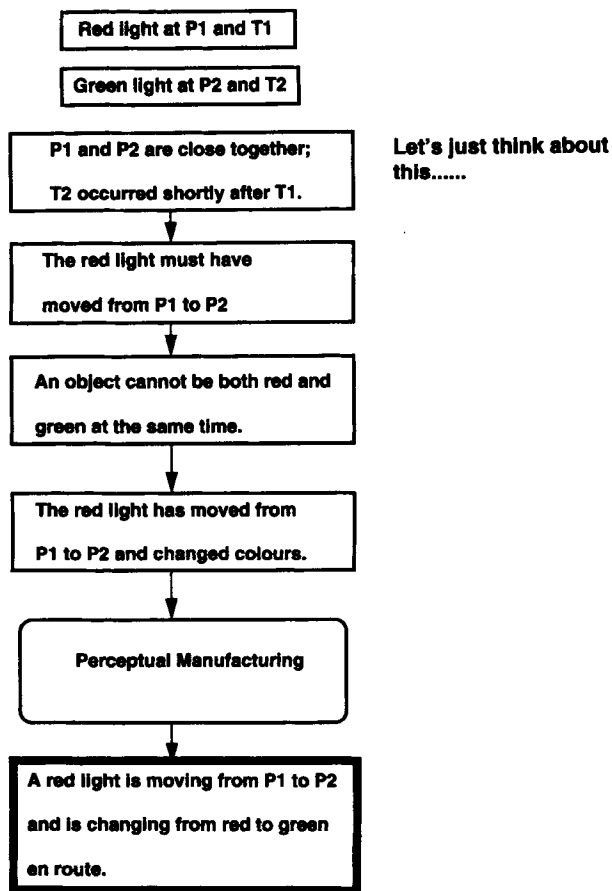 Red light at P1 and T1
Green light at P2 and T2
P1 and P2 are close together;
T2 occurred shortly after T1.
Let's just think about
this......
The red light must have
moved from P1 to P2
An object cannot be both red and
green at the same time.
The red light has moved from
P1 to P2 and changed colours.
Perceptual Manufacturing
A red light is moving from P1 to P2
and is changing from red to green
en route.